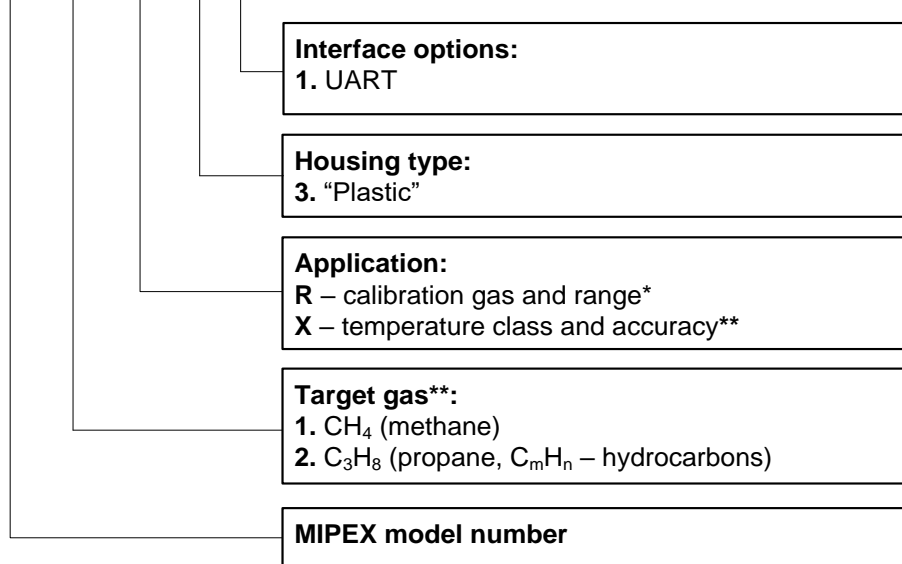 Interface options:
1. UART
Housing type:
3. “Plastic”
Application:
R – calibration gas and range*
X – temperature class and accuracy**
Target gas**:
1. CH₄ (methane)
2. C₃H₈ (propane, CₘHₙ – hydrocarbons)
MIPEX model number